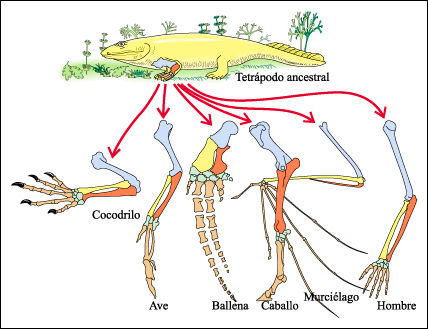 Tetrápodo ancestral
Cocodrilo
Ave
Ballena
Caballo
Murciélago
Hombre